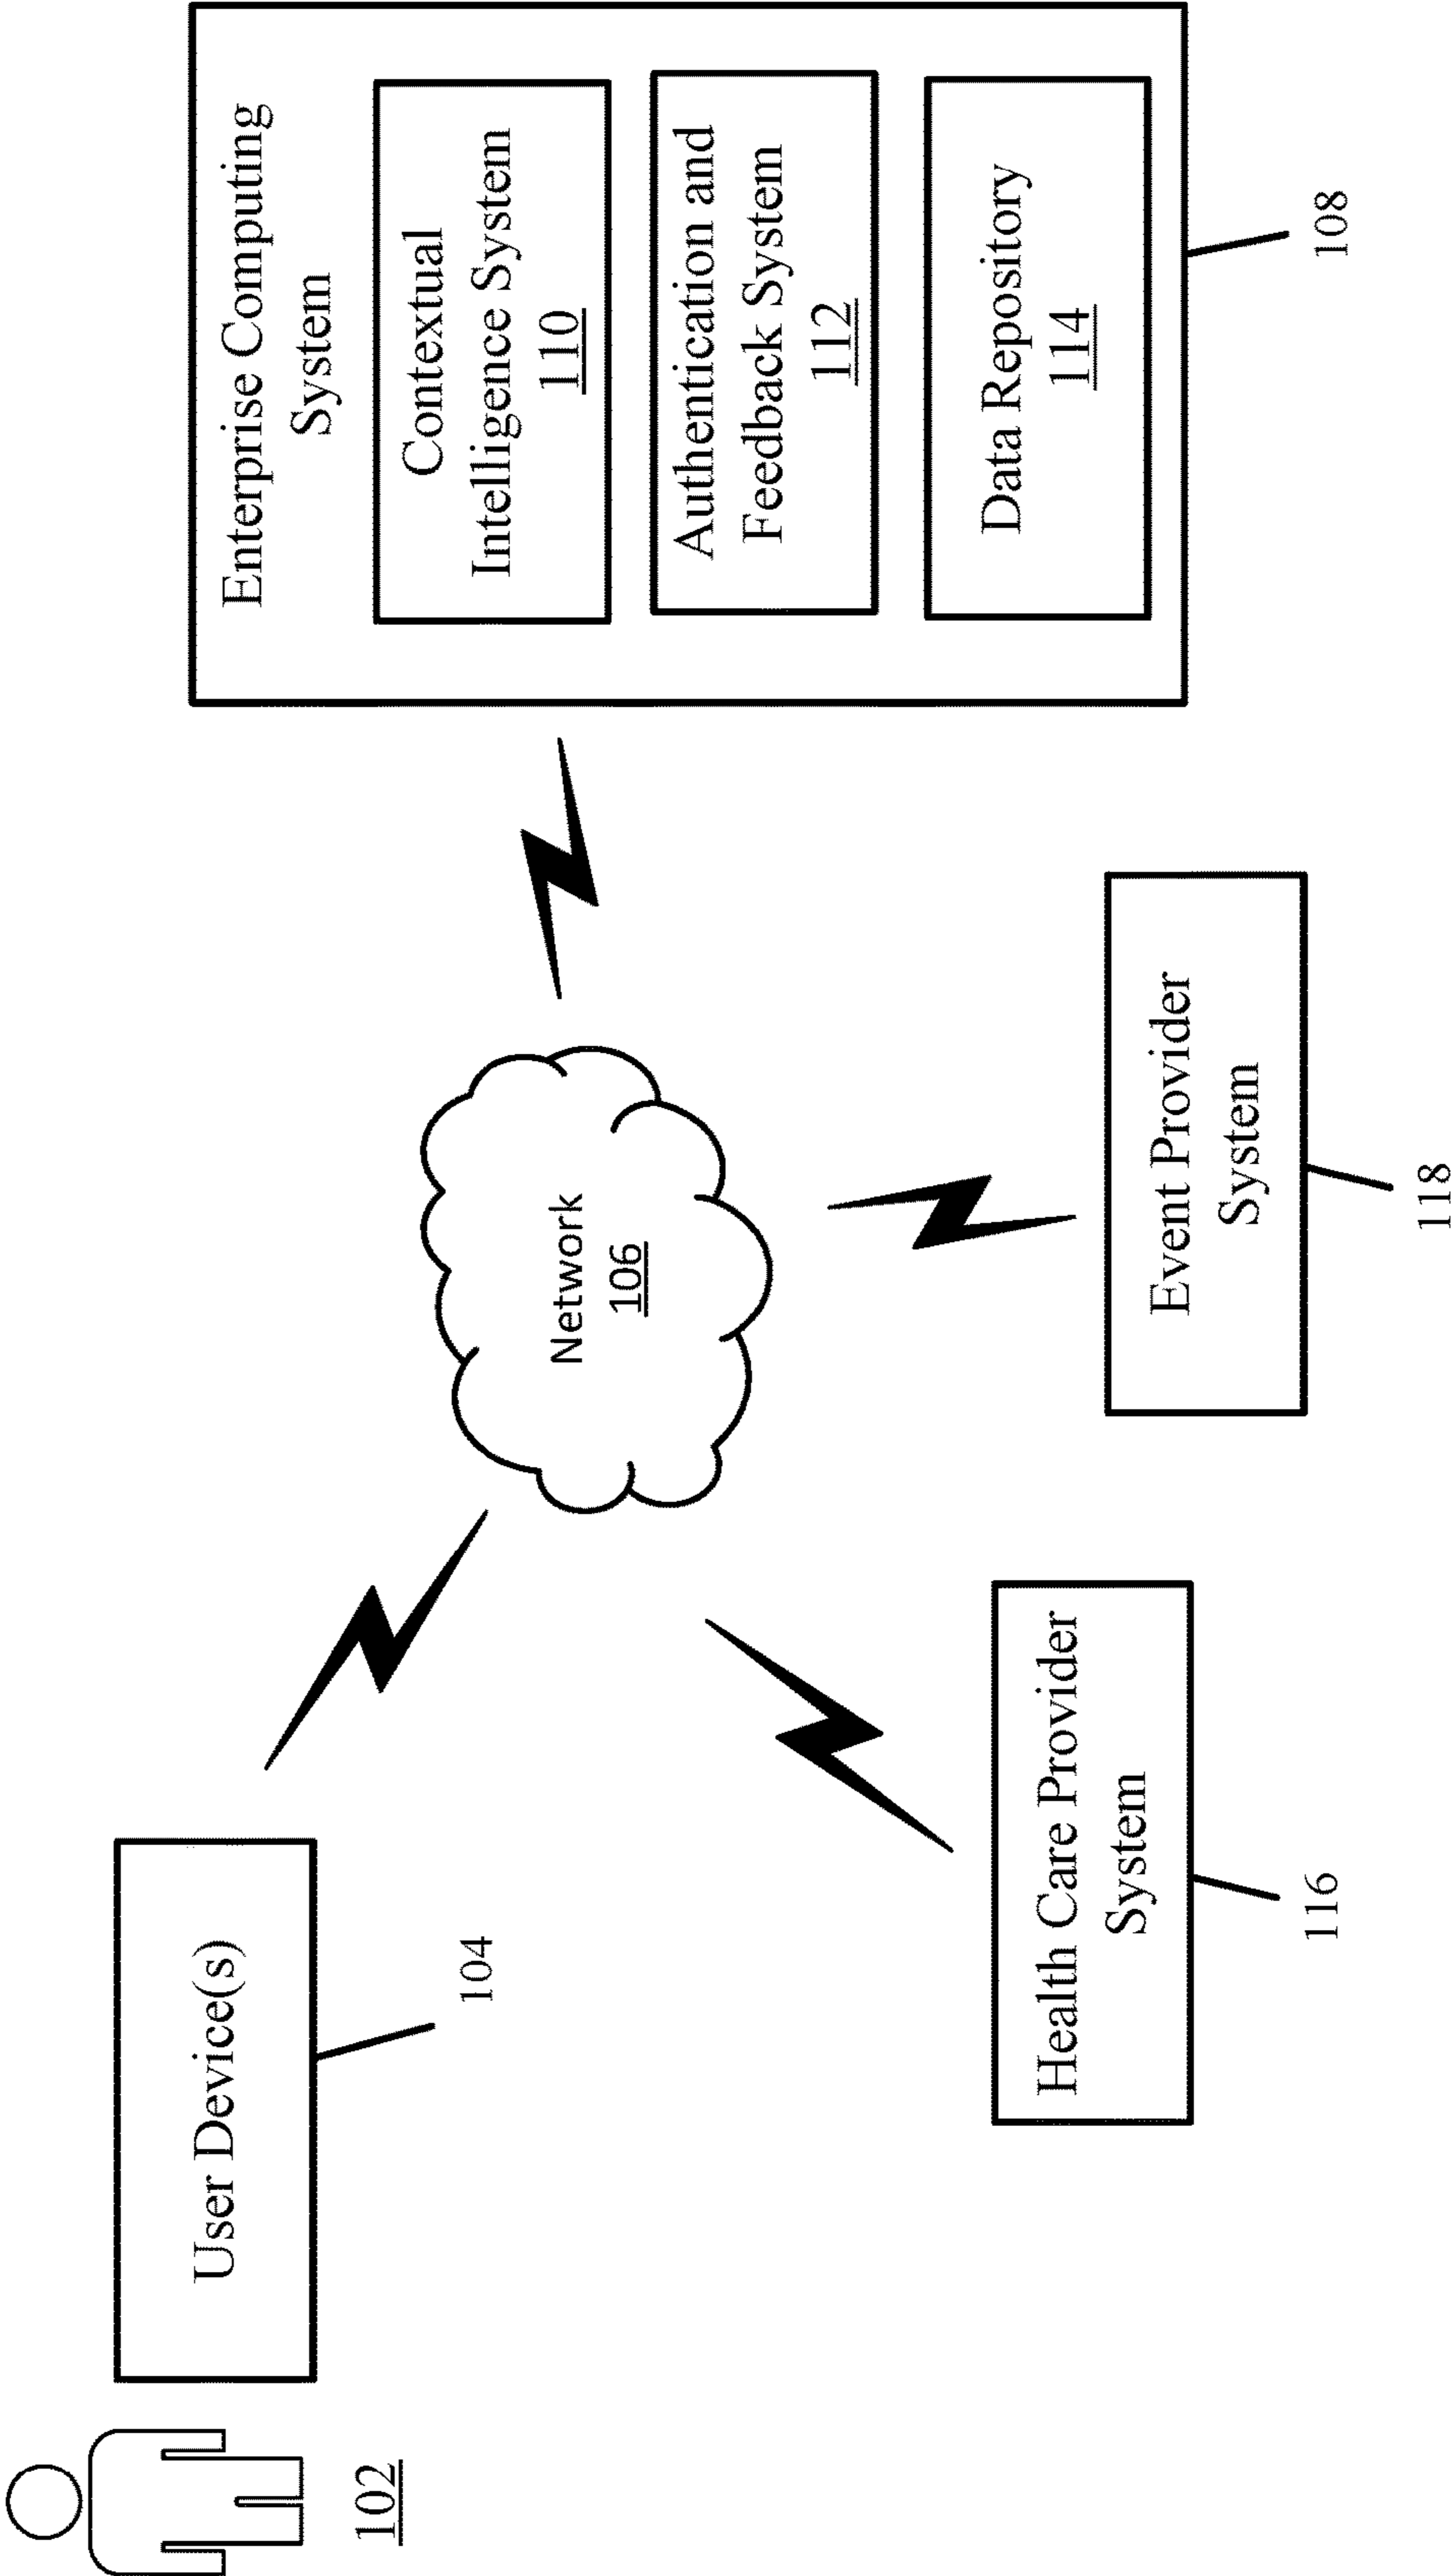 102
User Device(s)
104
Network
106
Enterprise Computing
System
Contextual
Intelligence System
110
Authentication and
Feedback System
112
Data Repository
114
108
Health Care Provider
System
116
Event Provider
System
118